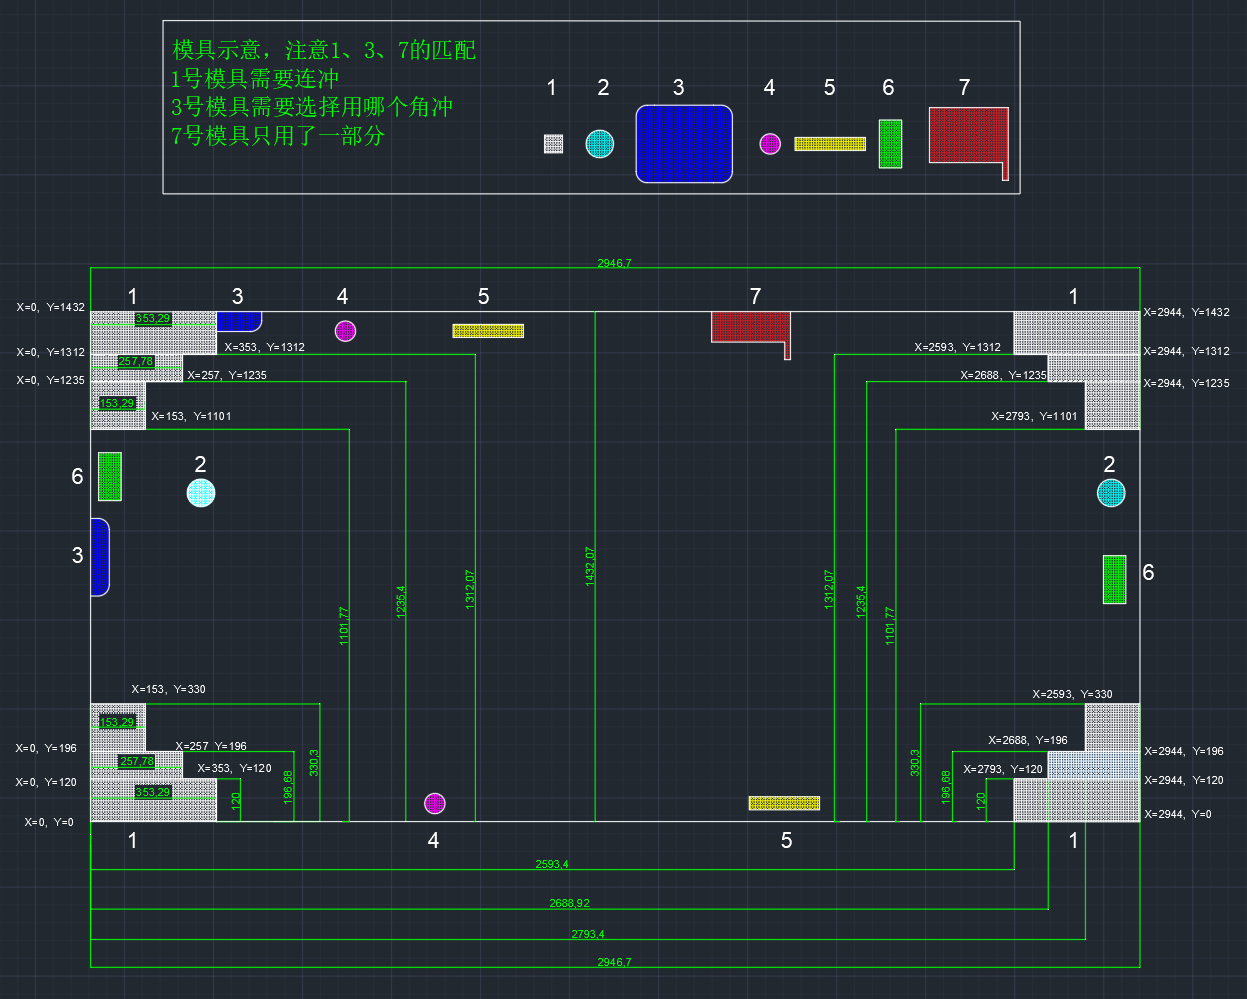 模具示意，注意1、3、7的匹配
1号模具需要连冲
3号模具需要选择用哪个角冲
7号模具只用了一部分
1 2 3 4 5 6 7
2946,7
1 3 4 5 7 1
X=0, Y=1432
353,29
X=2944, Y=1432
X=0, Y=1312
X=353, Y=1312
X=2593, Y=1312
X=2944, Y=1312
257,78
X=0, Y=1235
X=257, Y=1235
X=2688, Y=1235
X=2944, Y=1235
153,29
X=153, Y=1101
X=2793, Y=1101
6 2 2
3 6
1432,07
1312,07
1235,4
1101,77
1312,07
1235,4
1101,77
X=153, Y=330
X=2593, Y=330
153,29
X=0, Y=196
X=257 Y=196
X=2688, Y=196
X=2944, Y=196
257,78
X=353, Y=120
X=2793, Y=120
X=0, Y=120
X=2944, Y=120
353,29
120
196,68
330,3
330,3
196,68
120
X=0, Y=0
X=2944, Y=0
1 4 5 1
2593,4
2688,92
2793,4
2946,7